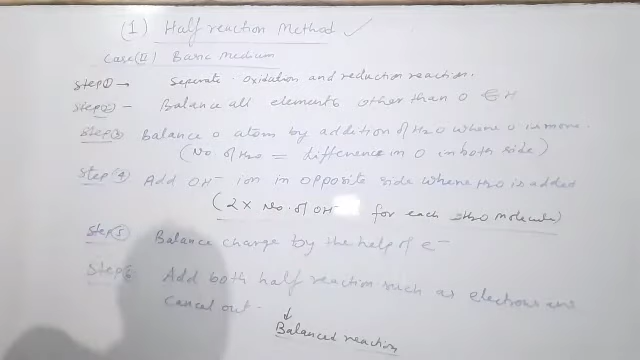 (1) Half reaction Method ✓
Case(II) Basic Medium
Step① → Seperate oxidation and reduction reaction.
Step② - Balance all elements other than O & H
Step③ Balance O atom by addition of H2O where O is more.
(No of H2O = difference in O in both side)
Step④ Add OH⁻ ion in opposite side where H2O is added
(2x No. of OH⁻ for each H2O molecule)
Step⑤ Balance charge by the help of e⁻
Step⑥ Add both half reaction such as electrons are
cancel out.
↓
Balanced reaction